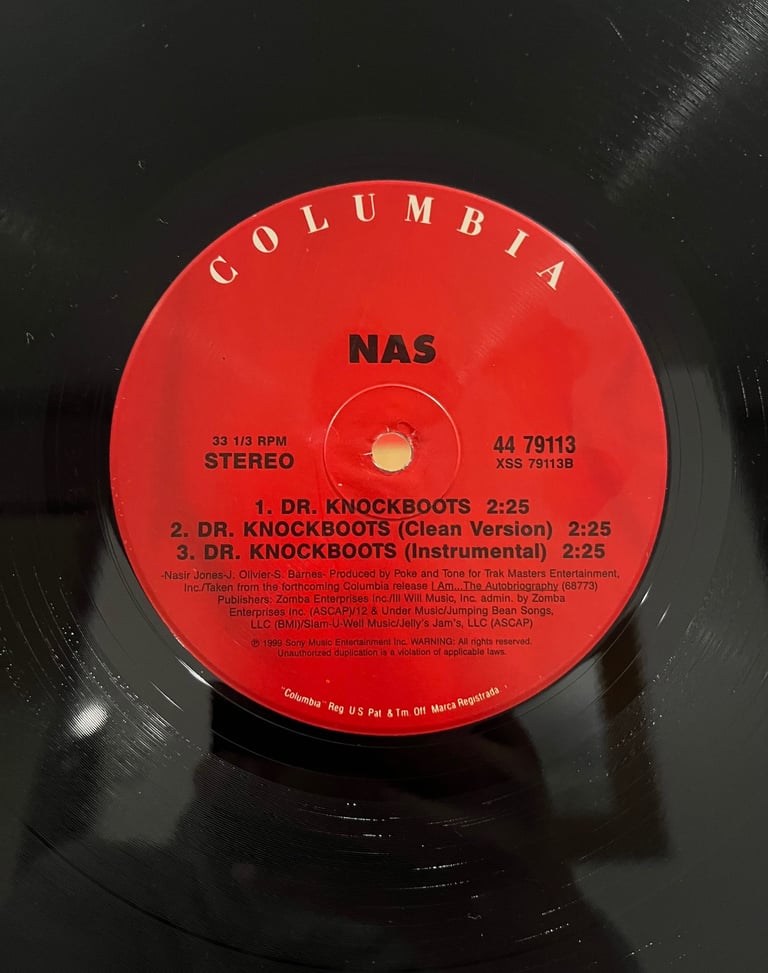 COLUMBIA
NAS
33 1/3 RPM
STEREO
44 79113
XSS 79113B
1. DR. KNOCKBOOTS 2:25
2. DR. KNOCKBOOTS (Clean Version) 2:25
3. DR. KNOCKBOOTS (Instrumental) 2:25
-Nasir Jones-J. Olivier-S. Barnes- Produced by Poke and Tone for Trak Masters Entertainment,
Inc./Taken from the forthcoming Columbia release I Am...The Autobriography (68773)
Publishers: Zomba Enterprises Inc./Ill Will Music, Inc. admin. by Zomba
Enterprises Inc. (ASCAP)/12 & Under Music/Jumping Bean Songs,
LLC (BMI)/Slam-U-Well Music/Jelly's Jam's, LLC (ASCAP)
℗ 1999 Sony Music Entertainment Inc. WARNING: All rights reserved.
Unauthorized duplication is a violation of applicable laws.
"Columbia" Reg. U.S. Pat. & Tm. Off. Marca Registrada